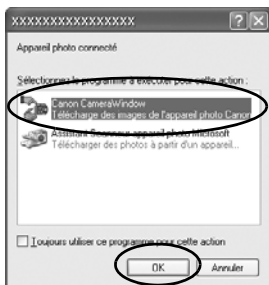 xxxxxxxxxxxxxxxxx
Appareil photo connecté
Sélectionnez le programme à exécuter pour cette action :
Canon CameraWindow
Télécharge des images de l'appareil photo Canon
Assistant Scanneur appareil photo Microsoft
Télécharger des photos à partir d'un appareil...
Toujours utiliser ce programme pour cette action
OK
Annuler